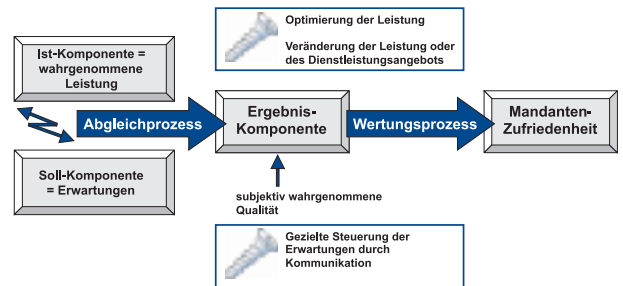 Optimierung der Leistung
Veränderung der Leistung oder
des Dienstleistungsangebots
Ist-Komponente =
wahrgenommene
Leistung
Abgleichprozess
Ergebnis-
Komponente
Wertungsprozess
Mandanten-
Zufriedenheit
Soll-Komponente
= Erwartungen
subjektiv wahrgenommene
Qualität
Gezielte Steuerung der
Erwartungen durch
Kommunikation